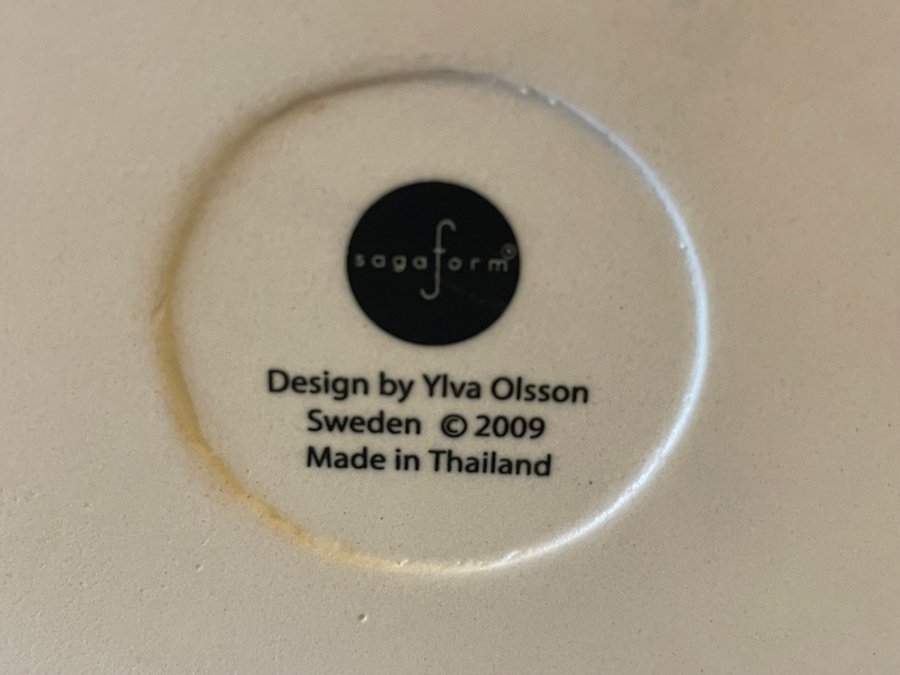 sagaform®
Design by Ylva Olsson
Sweden © 2009
Made in Thailand